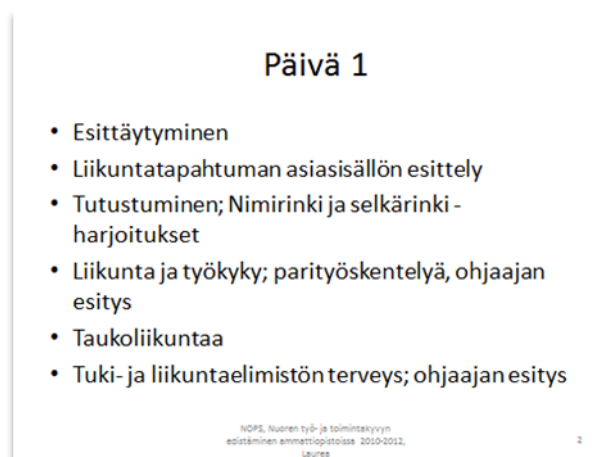 Päivä 1
• Esittäytyminen
• Liikuntatapahtuman asiasisällön esittely
• Tutustuminen; Nimirinki ja selkärinki -
harjoitukset
• Liikunta ja työkyky; parityöskentelyä, ohjaajan
esitys
• Taukoliikuntaa
• Tuki- ja liikuntaelimistön terveys; ohjaajan esitys
NOPS, Nuoren työ- ja toimintakyvyn
edistäminen ammattiopistoissa 2010-2012,
Laurea
2